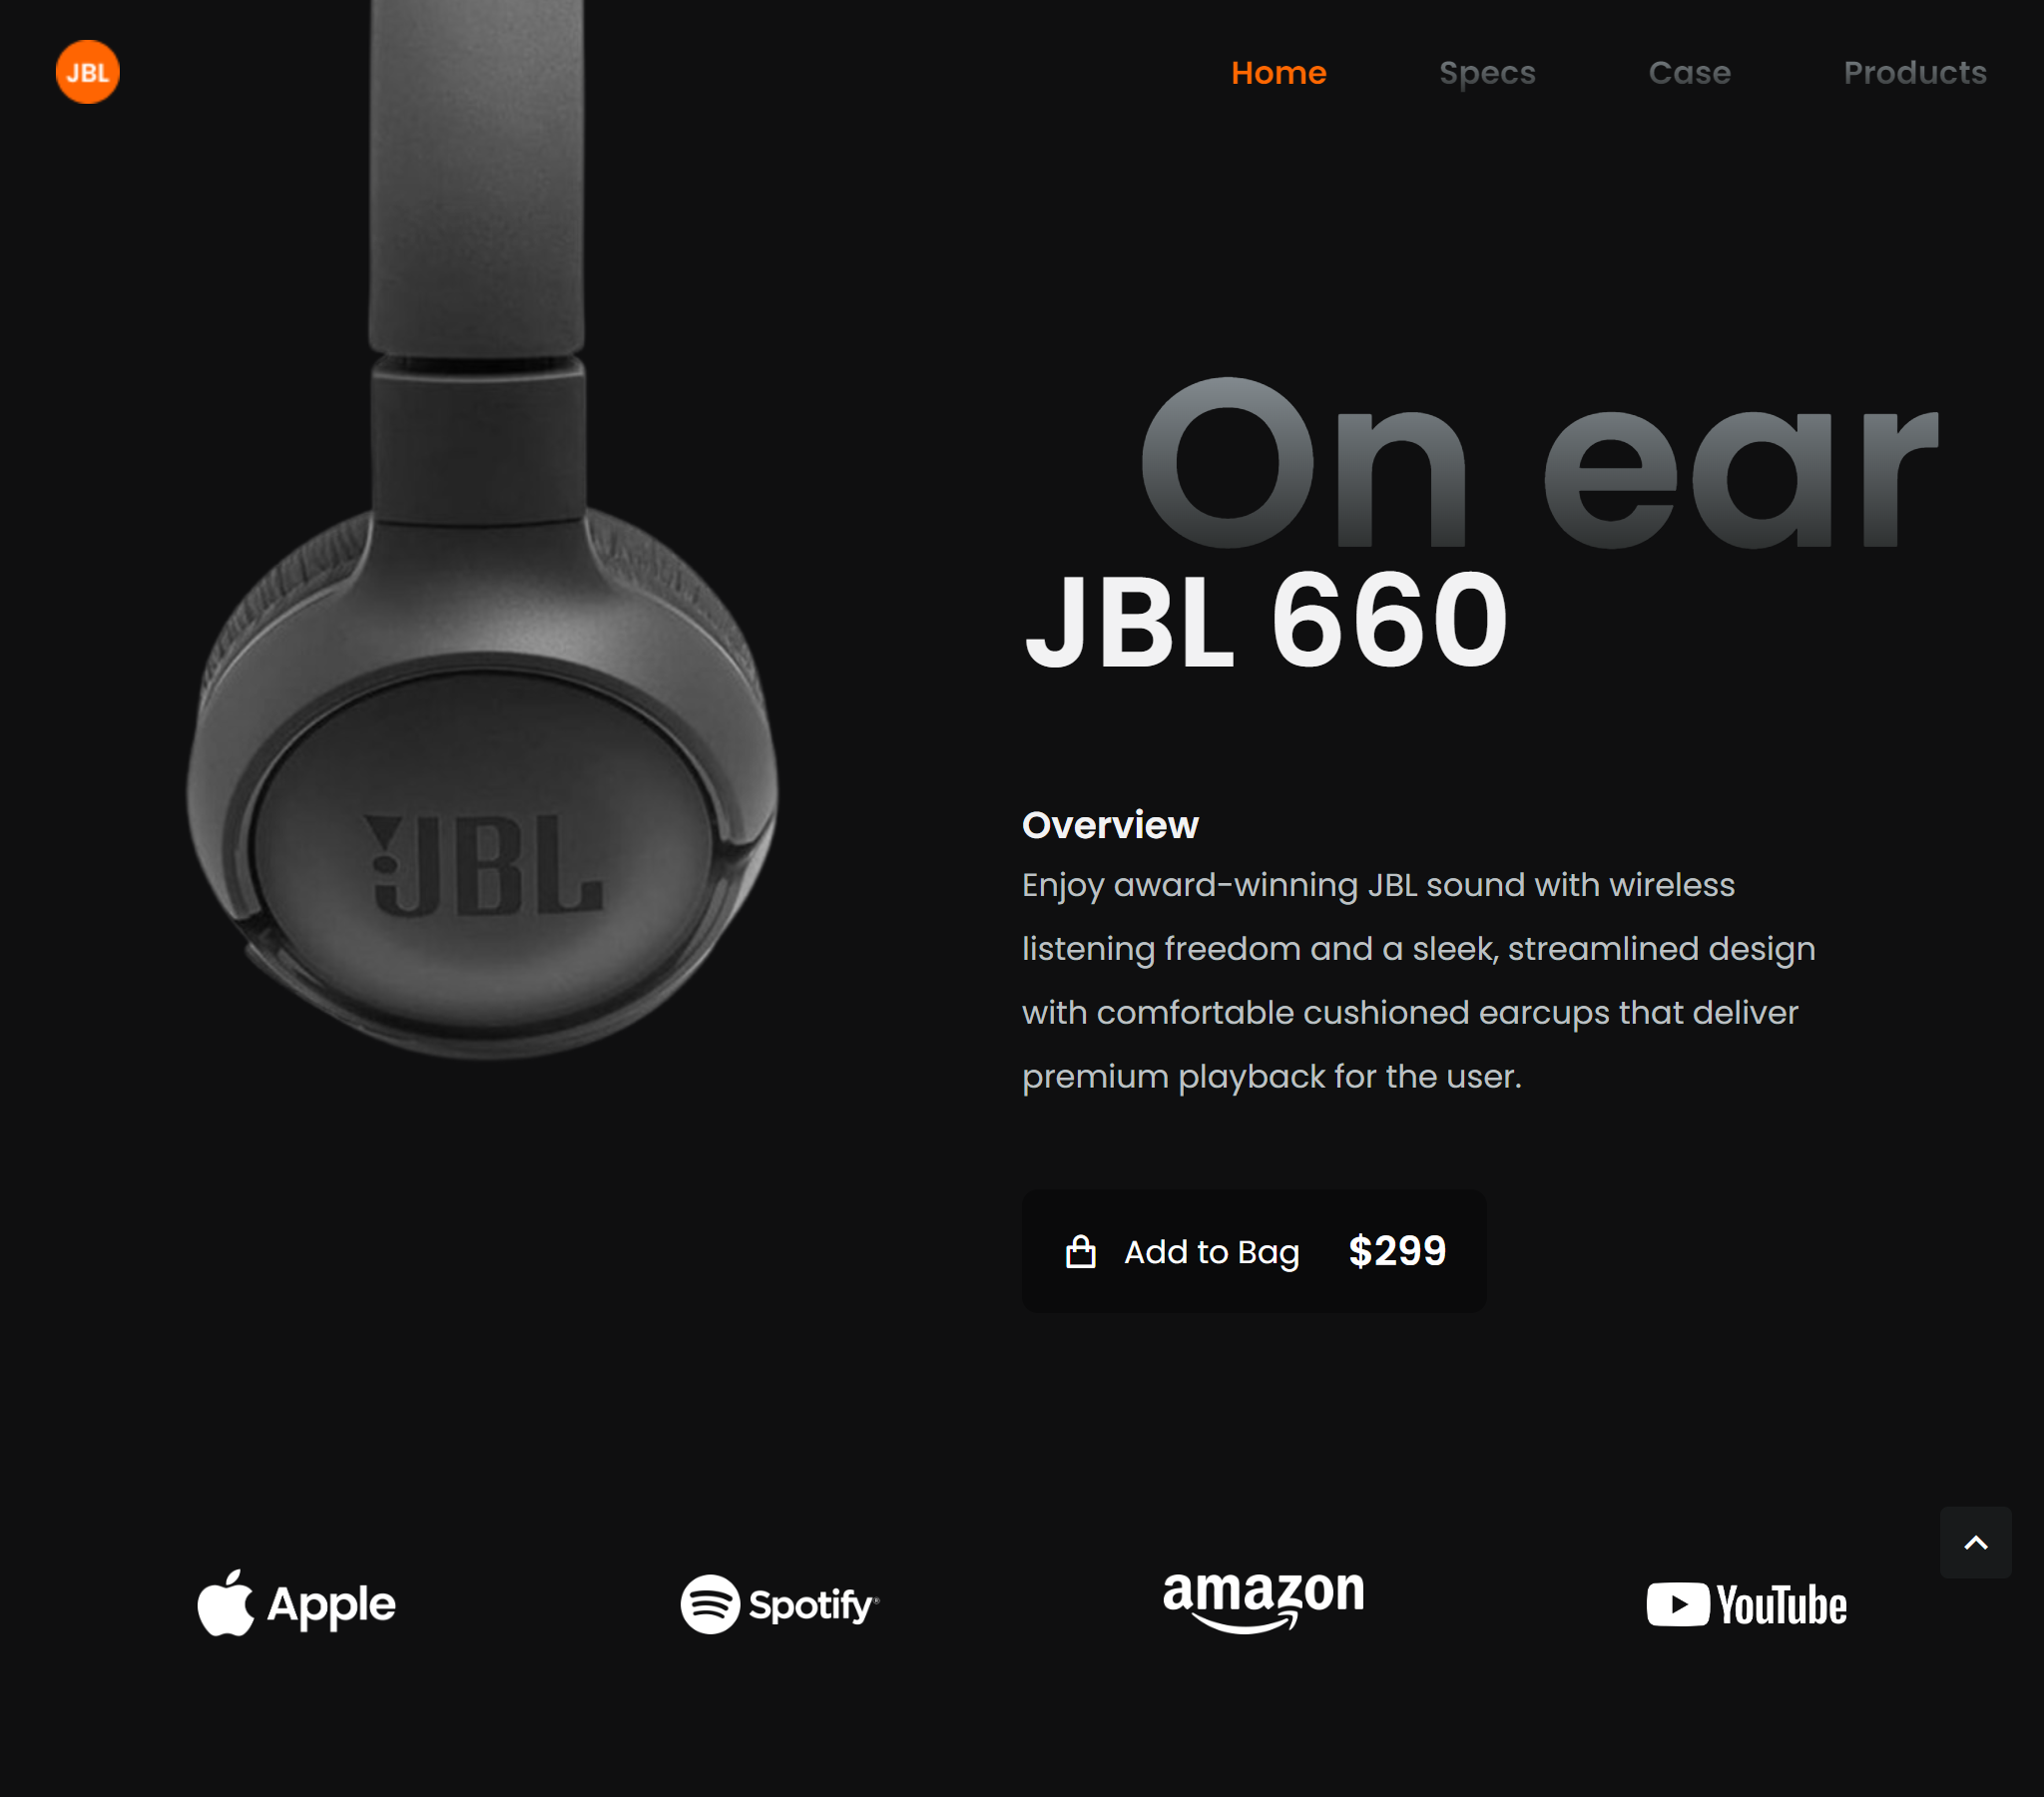 JBL
Home
Specs
Case
Products
On ear
JBL 660
JBL
Overview
Enjoy award-winning JBL sound with wireless
listening freedom and a sleek, streamlined design
with comfortable cushioned earcups that deliver
premium playback for the user.
Add to Bag $299
Apple
Spotify®
amazon
YouTube